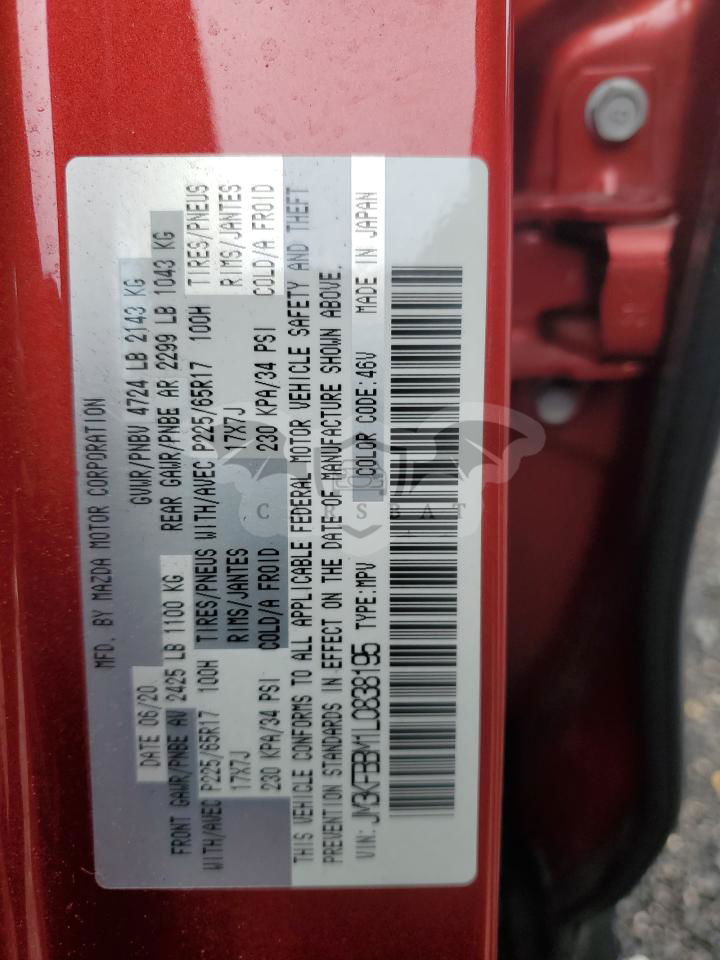 MFD. BY MAZDA MOTOR CORPORATION
DATE 06/20 GVWR/PNBV 4724 LB 2143 KG
FRONT GAWR/PNBE AV 2425 LB 1100 KG REAR GAWR/PNBE AR 2299 LB 1043 KG
WITH/AVEC P225/65R17 100H TIRES/PNEUS WITH/AVEC P225/65R17 100H TIRES/PNEUS
17X7J RIMS/JANTES 17X7J RIMS/JANTES
230 KPA/34 PSI COLD/A FROID 230 KPA/34 PSI COLD/A FROID
THIS VEHICLE CONFORMS TO ALL APPLICABLE FEDERAL MOTOR VEHICLE SAFETY AND THEFT
PREVENTION STANDARDS IN EFFECT ON THE DATE OF MANUFACTURE SHOWN ABOVE.
VIN: JM3KFBBM1L0838195 TYPE:MPV COLOR CODE:46V MADE IN JAPAN